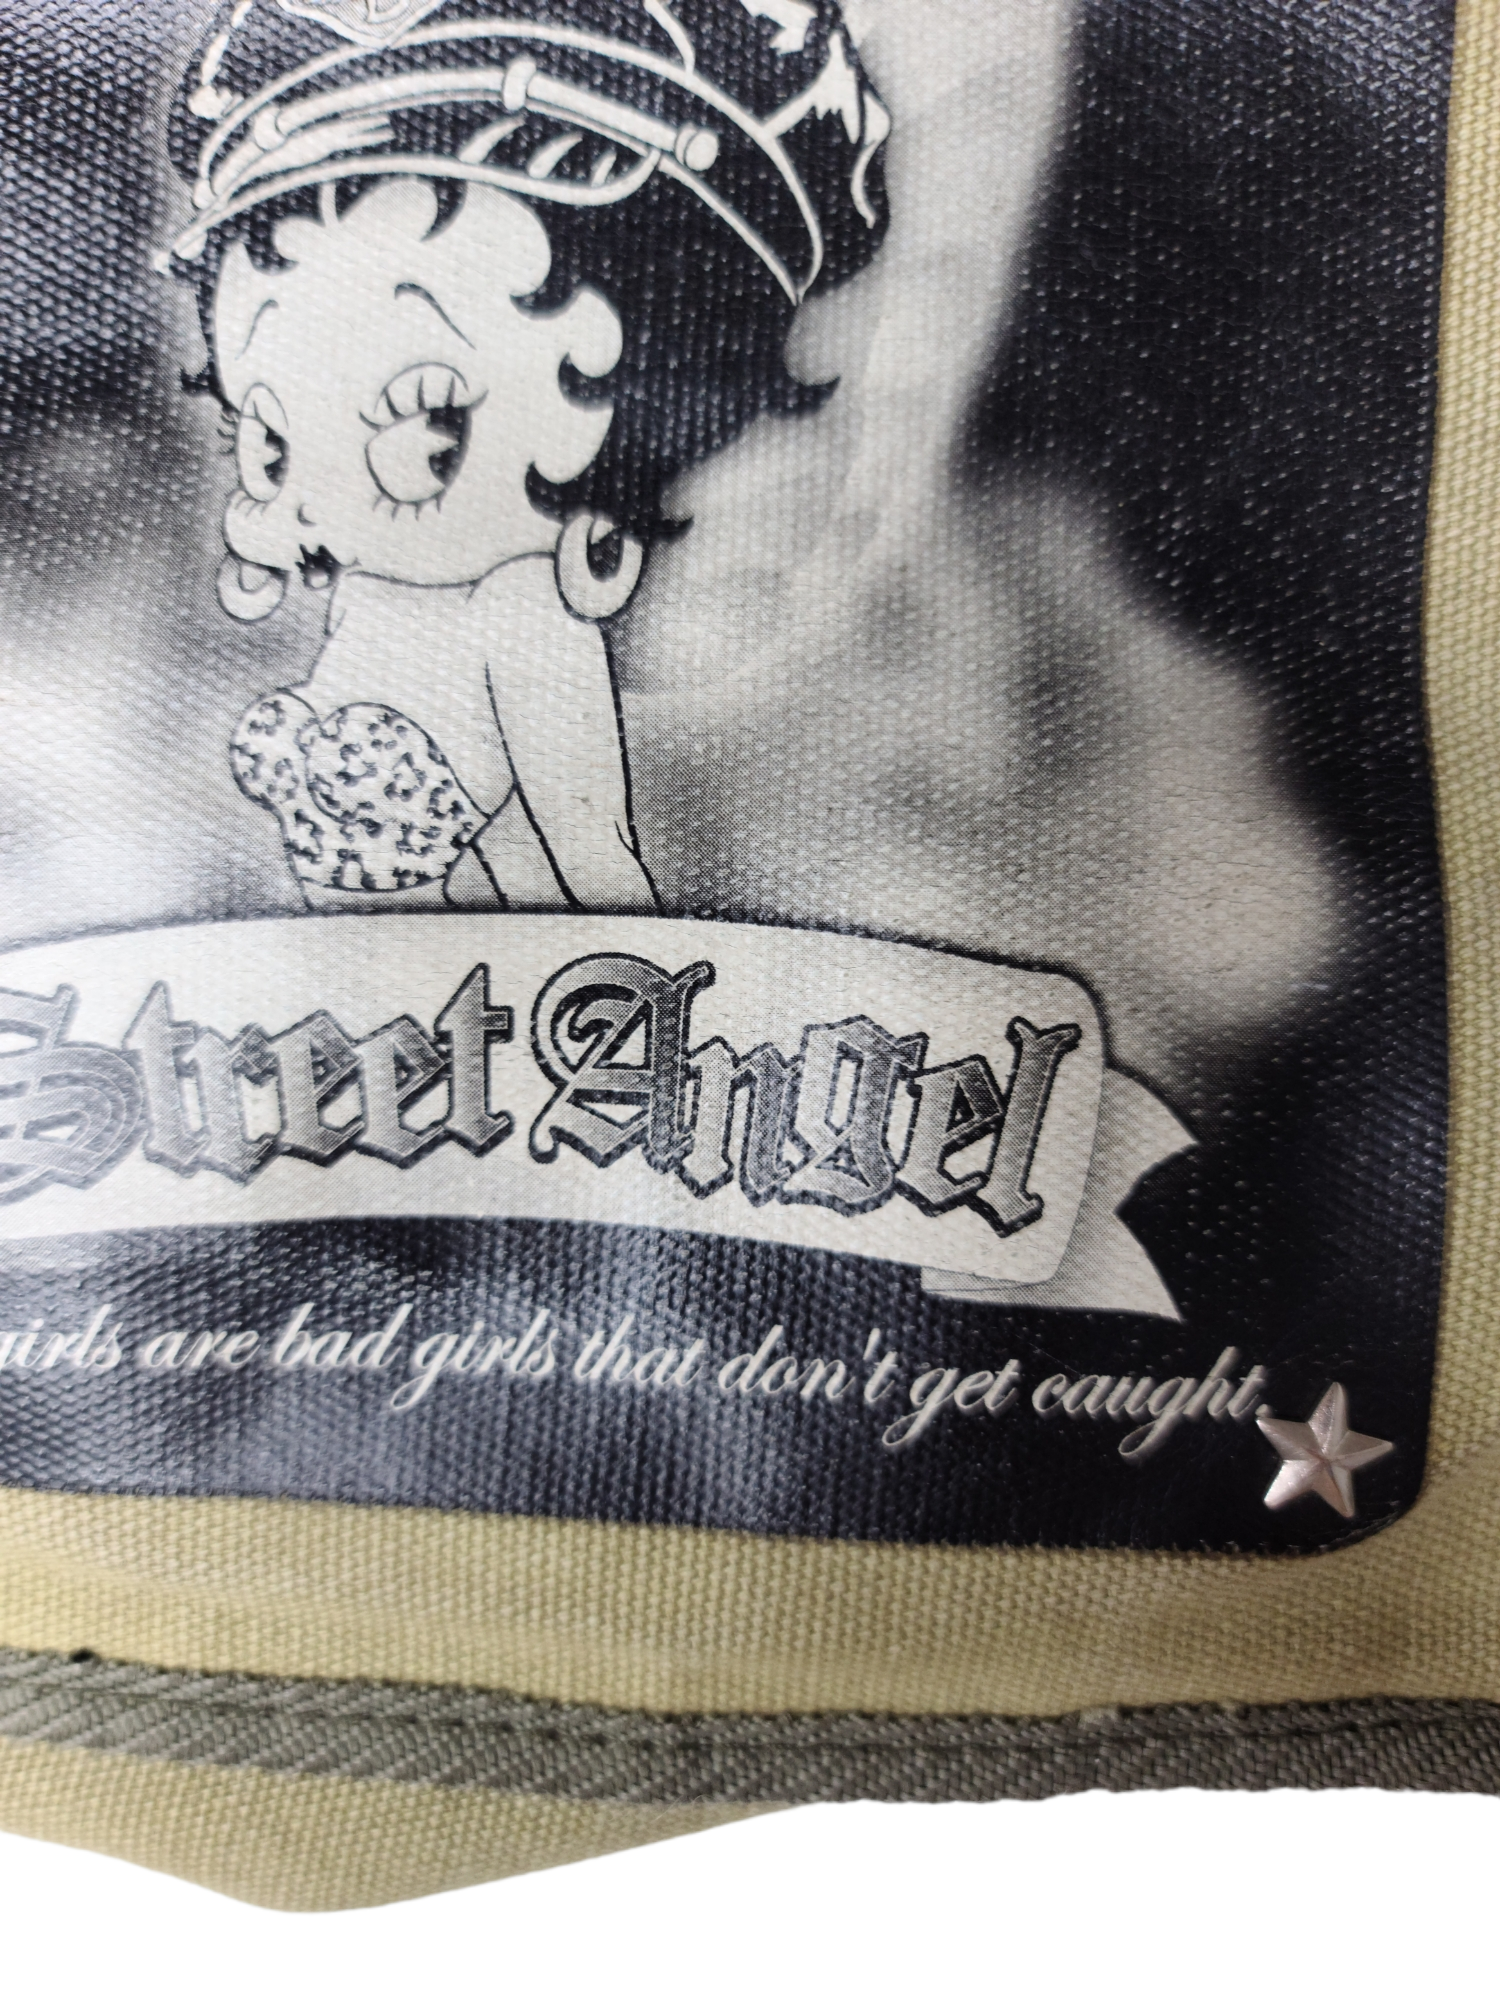 Street Angel
girls are bad girls that don't get caught.